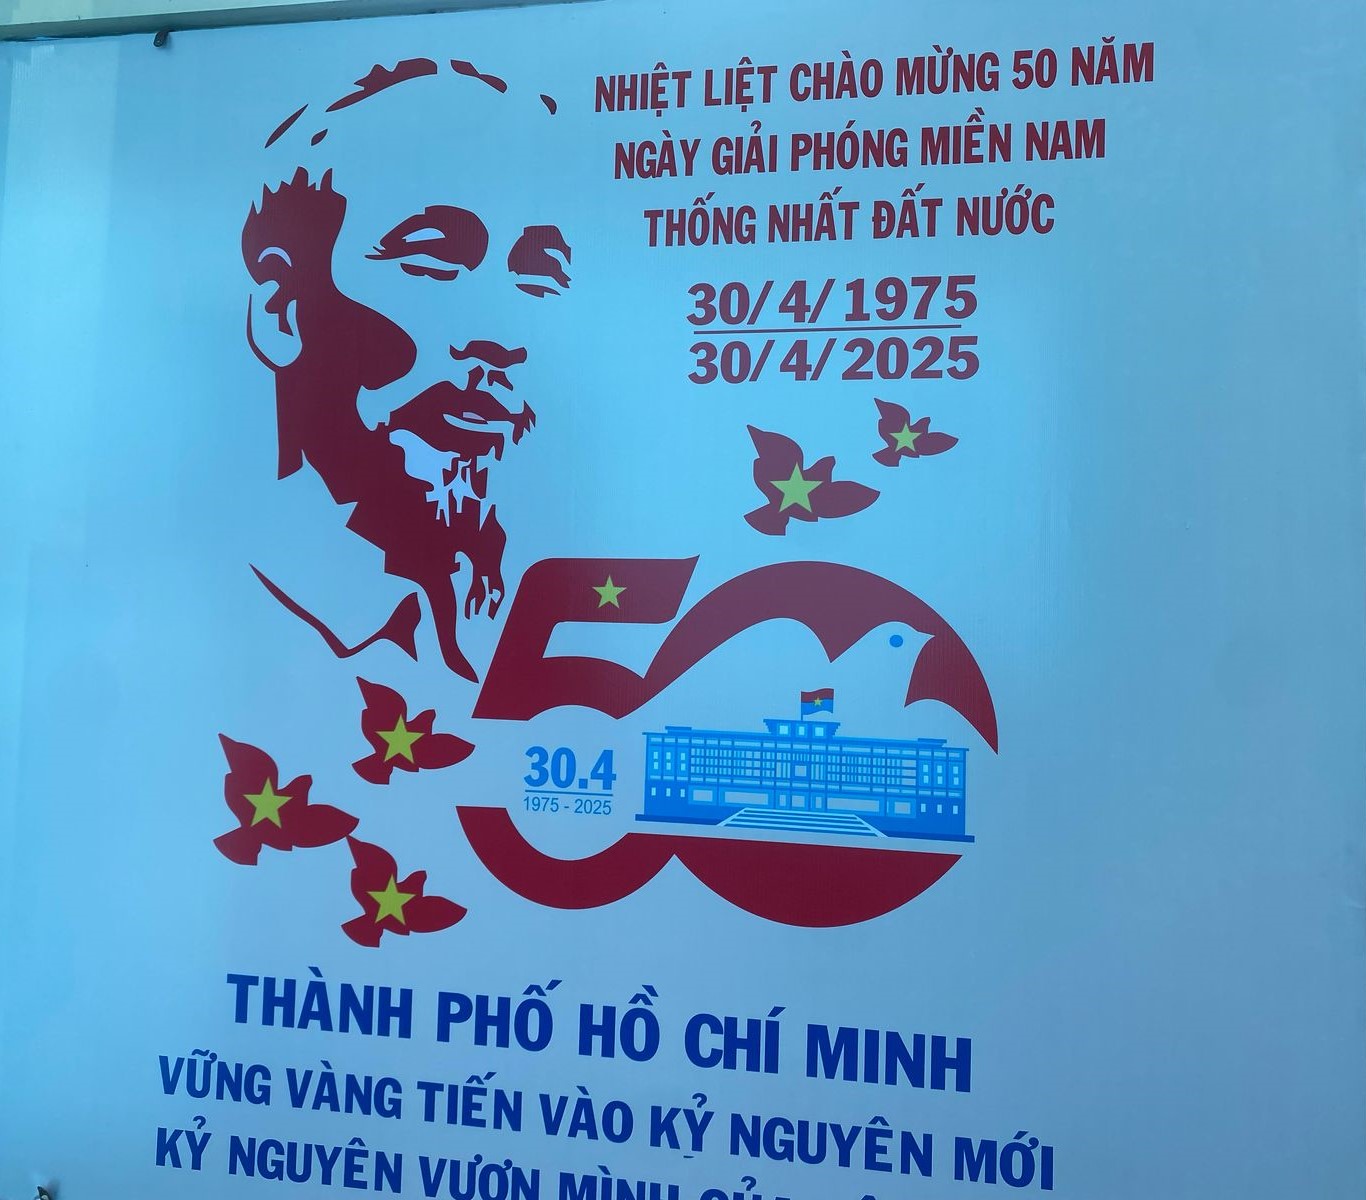 NHIỆT LIỆT CHÀO MỪNG 50 NĂM
NGÀY GIẢI PHÓNG MIỀN NAM
THỐNG NHẤT ĐẤT NƯỚC
30/4/1975
30/4/2025
50
30.4
1975 - 2025
THÀNH PHỐ HỒ CHÍ MINH
VỮNG VÀNG TIẾN VÀO KỶ NGUYÊN MỚI
KỶ NGUYÊN VƯƠN MÌNH CỦA